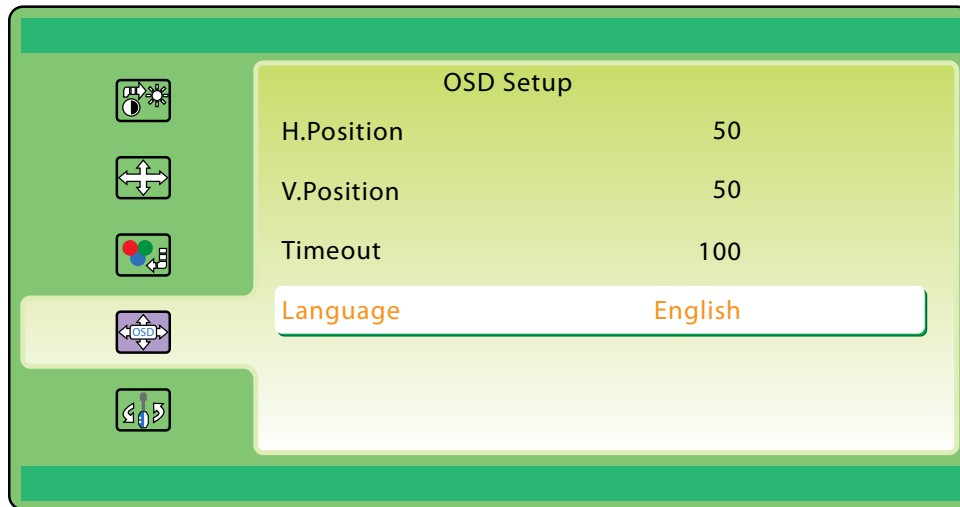 OSD Setup
H.Position 50
V.Position 50
Timeout 100
Language English
OSD